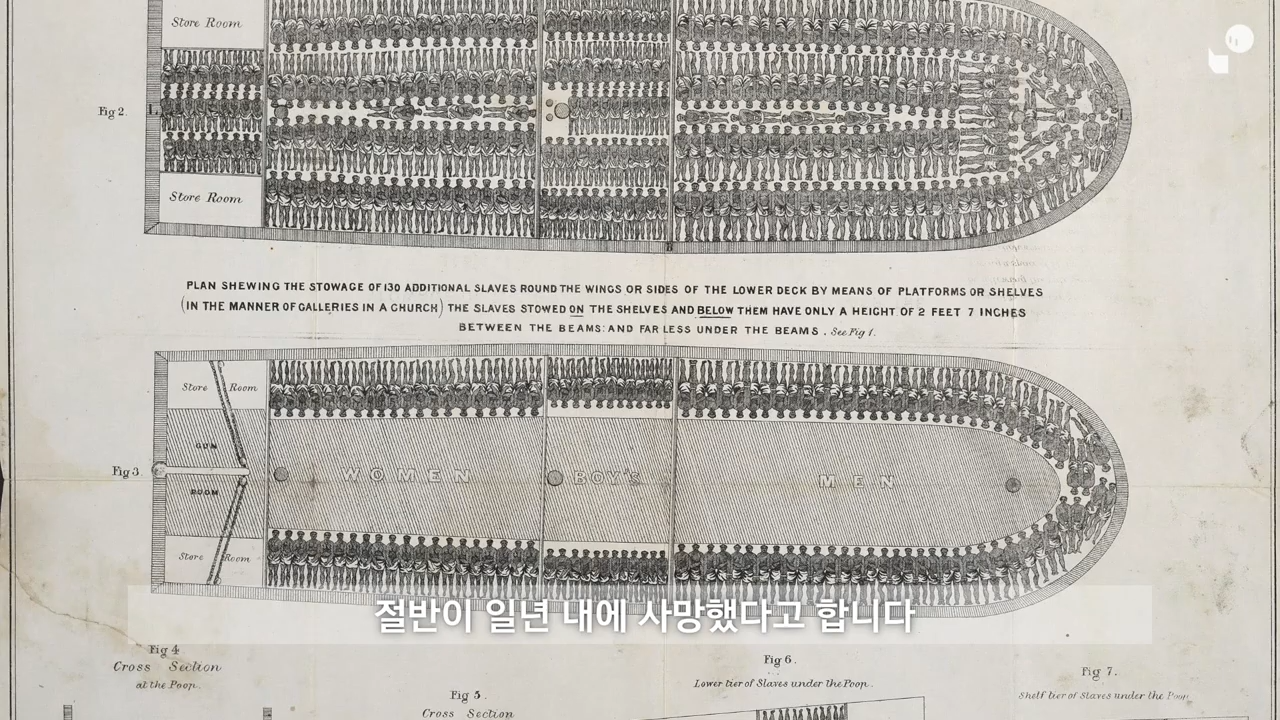 Store Room
Fig 2.
Store Room
B
PLAN SHEWING THE STOWAGE OF 130 ADDITIONAL SLAVES ROUND THE WINGS OR SIDES OF THE LOWER DECK BY MEANS OF PLATFORMS OR SHELVES
(IN THE MANNER OF GALLERIES IN A CHURCH) THE SLAVES STOWED ON THE SHELVES AND BELOW THEM HAVE ONLY A HEIGHT OF 2 FEET 7 INCHES
BETWEEN THE BEAMS: AND FAR LESS UNDER THE BEAMS. See Fig 1.
Store Room
GUN
Fig 3.
WOMEN BOY'S MEN
ROOM
Store Room
절반이 일년 내에 사망했다고 합니다
Fig 4
Cross Section
at the Poop.
Fig 5.
Cross Section
Fig 6.
Lower tier of Slaves under the Poop.
Fig 7.
Shelf tier of Slaves under the Poop